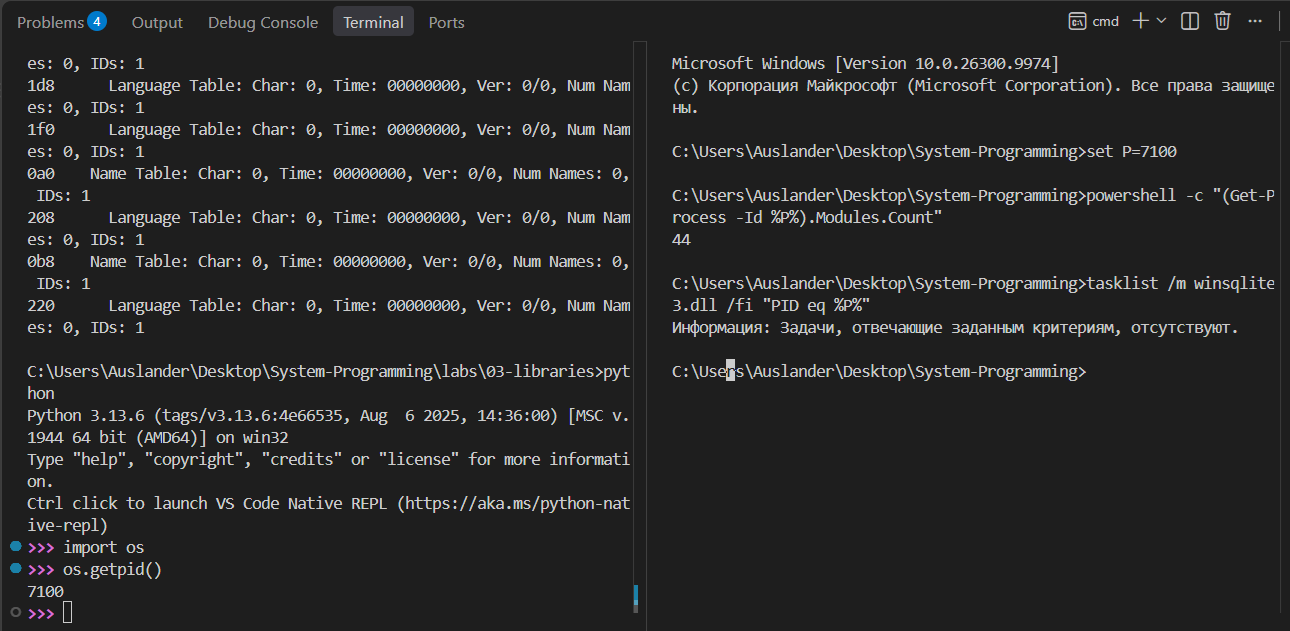 Problems 4 Output Debug Console Terminal Ports
cmd
es: 0, IDs: 1
1d8      Language Table: Char: 0, Time: 00000000, Ver: 0/0, Num Nam
es: 0, IDs: 1
1f0      Language Table: Char: 0, Time: 00000000, Ver: 0/0, Num Nam
es: 0, IDs: 1
0a0    Name Table: Char: 0, Time: 00000000, Ver: 0/0, Num Names: 0,
 IDs: 1
208      Language Table: Char: 0, Time: 00000000, Ver: 0/0, Num Nam
es: 0, IDs: 1
0b8    Name Table: Char: 0, Time: 00000000, Ver: 0/0, Num Names: 0,
 IDs: 1
220      Language Table: Char: 0, Time: 00000000, Ver: 0/0, Num Nam
es: 0, IDs: 1
C:\Users\Auslander\Desktop\System-Programming\labs\03-libraries>pyt
hon
Python 3.13.6 (tags/v3.13.6:4e66535, Aug  6 2025, 14:36:00) [MSC v.
1944 64 bit (AMD64)] on win32
Type "help", "copyright", "credits" or "license" for more informati
on.
Ctrl click to launch VS Code Native REPL (https://aka.ms/python-nat
ive-repl)
>>> import os
>>> os.getpid()
7100
>>>
Microsoft Windows [Version 10.0.26300.9974]
(c) Корпорация Майкрософт (Microsoft Corporation). Все права защище
ны.
C:\Users\Auslander\Desktop\System-Programming>set P=7100
C:\Users\Auslander\Desktop\System-Programming>powershell -c "(Get-P
rocess -Id %P%).Modules.Count"
44
C:\Users\Auslander\Desktop\System-Programming>tasklist /m winsqlite
3.dll /fi "PID eq %P%"
Информация: Задачи, отвечающие заданным критериям, отсутствуют.
C:\Users\Auslander\Desktop\System-Programming>